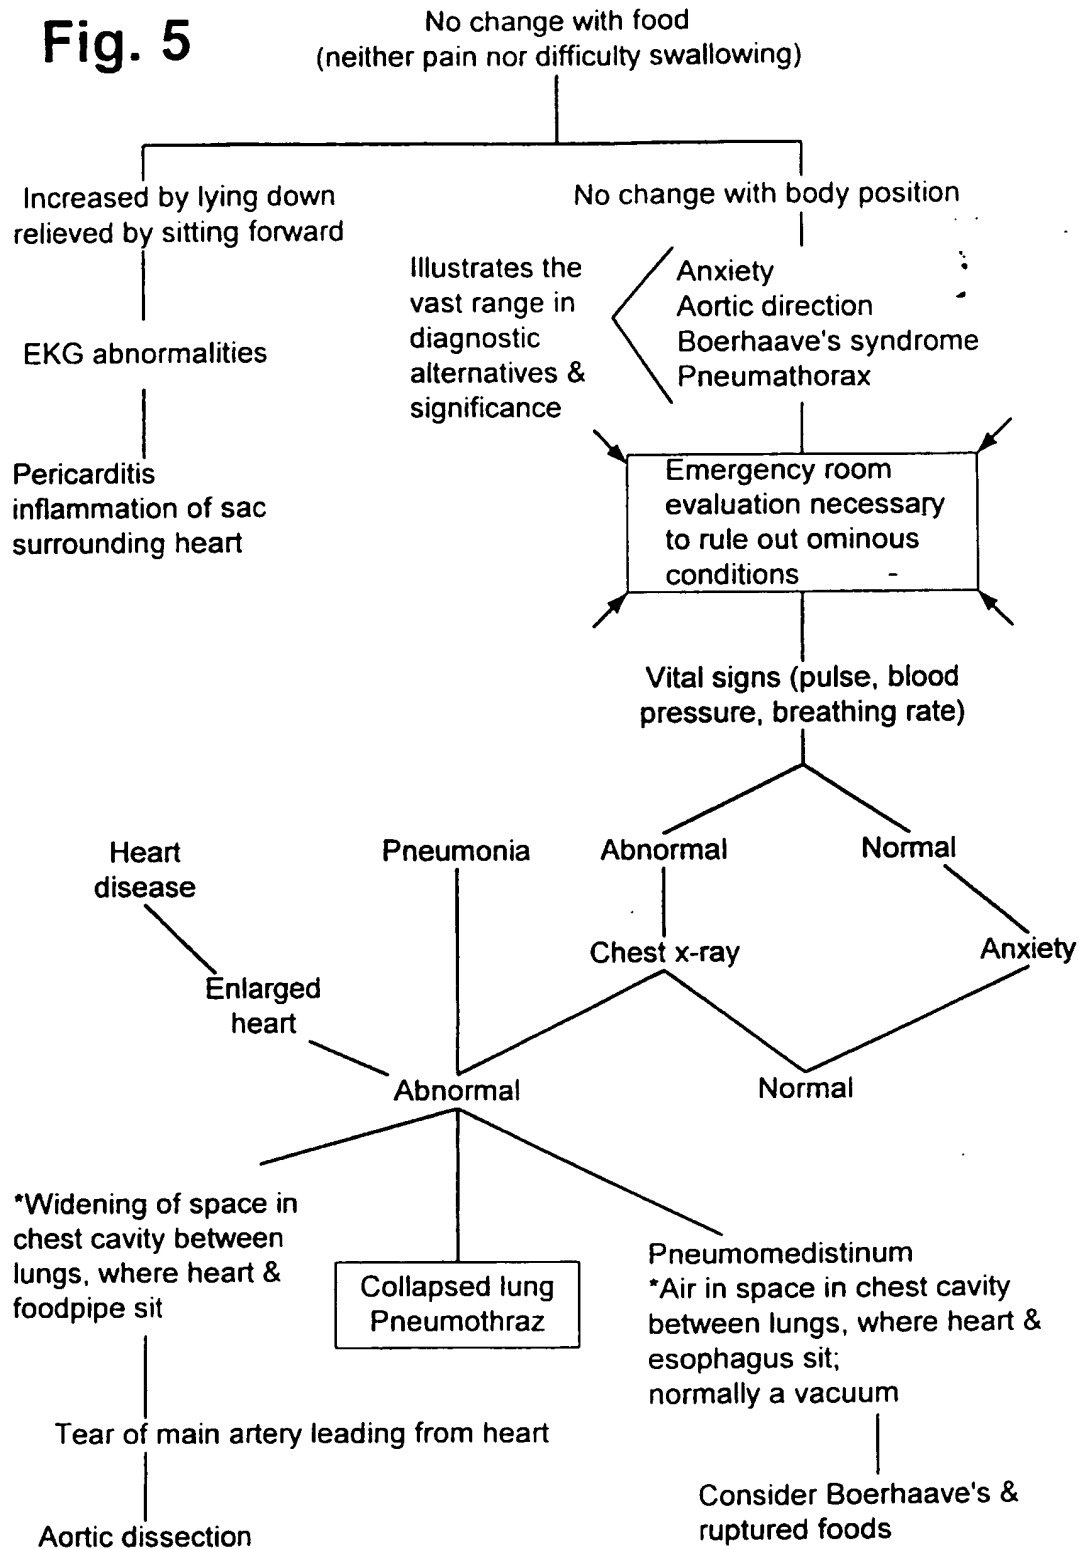 Fig. 5
No change with food
(neither pain nor difficulty swallowing)
Increased by lying down
relieved by sitting forward
EKG abnormalities
Pericarditis
inflammation of sac
surrounding heart
No change with body position
Illustrates the
vast range in
diagnostic
alternatives &
significance
Anxiety
Aortic direction
Boerhaave's syndrome
Pneumathorax
Emergency room
evaluation necessary
to rule out ominous
conditions
Vital signs (pulse, blood
pressure, breathing rate)
Heart
disease
Pneumonia
Abnormal
Normal
Chest x-ray
Anxiety
Enlarged
heart
Abnormal
Normal
*Widening of space in
chest cavity between
lungs, where heart &
foodpipe sit
Collapsed lung
Pneumothraz
Pneumomedistinum
*Air in space in chest cavity
between lungs, where heart &
esophagus sit;
normally a vacuum
Tear of main artery leading from heart
Aortic dissection
Consider Boerhaave's &
ruptured foods